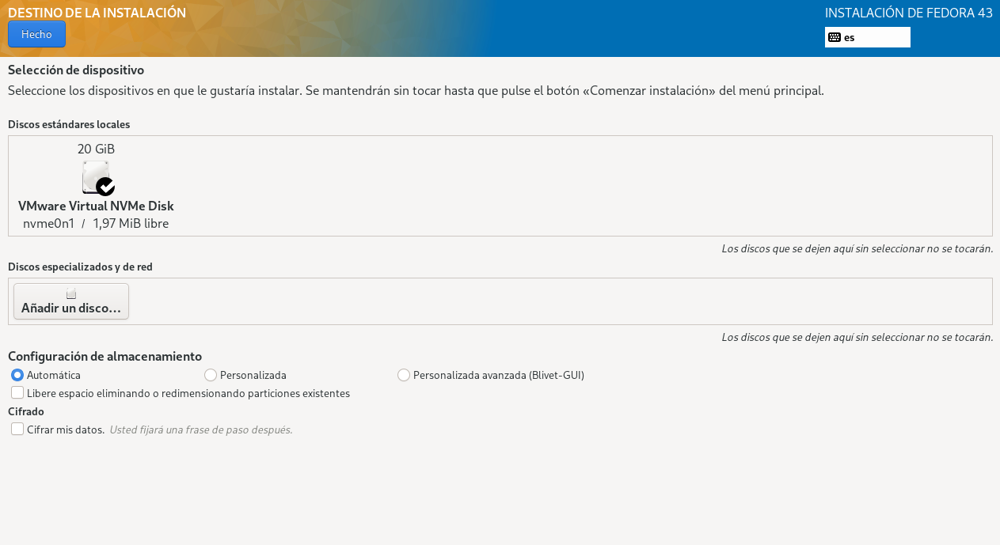 DESTINO DE LA INSTALACIÓN
INSTALACIÓN DE FEDORA 43
Hecho
es
Selección de dispositivo
Seleccione los dispositivos en que le gustaría instalar. Se mantendrán sin tocar hasta que pulse el botón «Comenzar instalación» del menú principal.
Discos estándares locales
20 GiB
VMware Virtual NVMe Disk
nvme0n1 / 1,97 MiB libre
Los discos que se dejen aquí sin seleccionar no se tocarán.
Discos especializados y de red
Añadir un disco...
Los discos que se dejen aquí sin seleccionar no se tocarán.
Configuración de almacenamiento
Automática Personalizada Personalizada avanzada (Blivet-GUI)
Libere espacio eliminando o redimensionando particiones existentes
Cifrado
Cifrar mis datos. Usted fijará una frase de paso después.